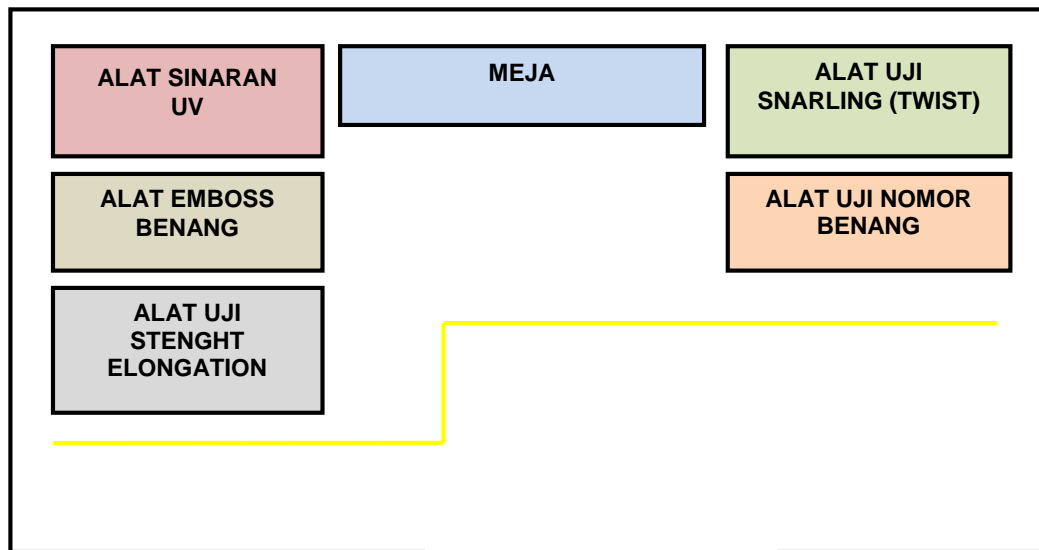 ALAT SINARAN
UV
MEJA
ALAT UJI
SNARLING (TWIST)
ALAT EMBOSS
BENANG
ALAT UJI NOMOR
BENANG
ALAT UJI
STENGHT
ELONGATION